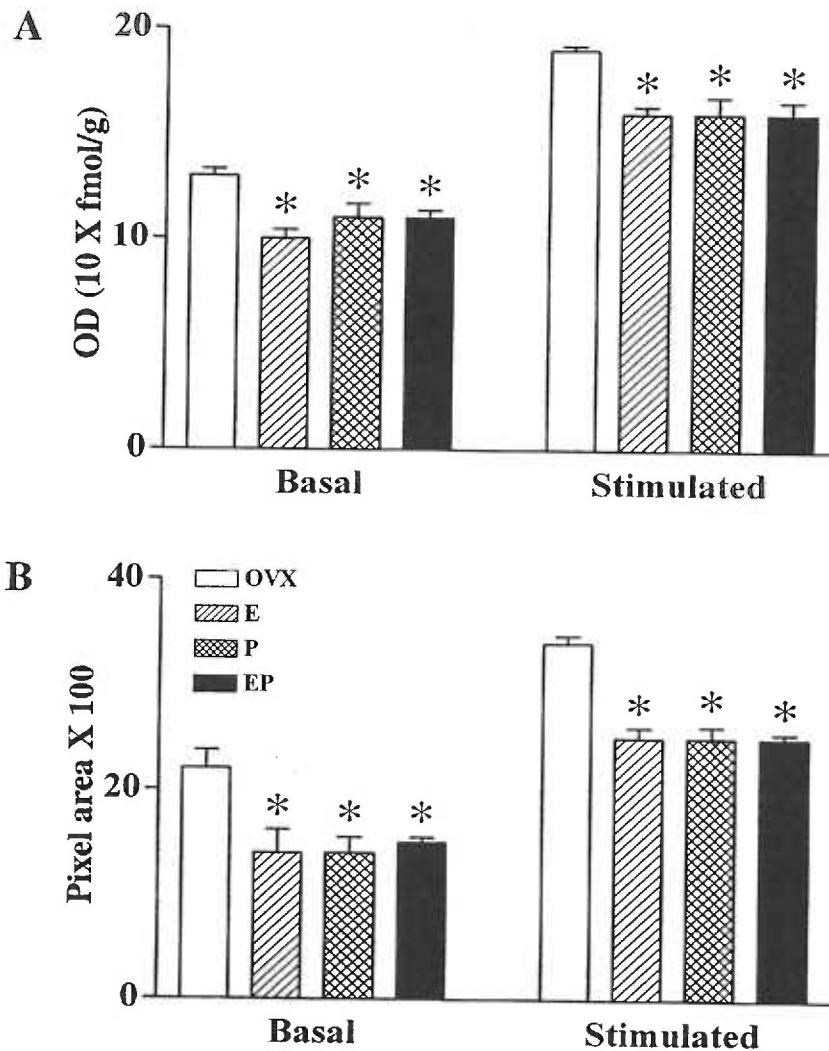 A
OD (10 X fmol/g)
20
10
0
* * * * * *
Basal Stimulated
B
Pixel area X 100
40
20
0
OVX
E
P
EP
* * * * * *
Basal Stimulated